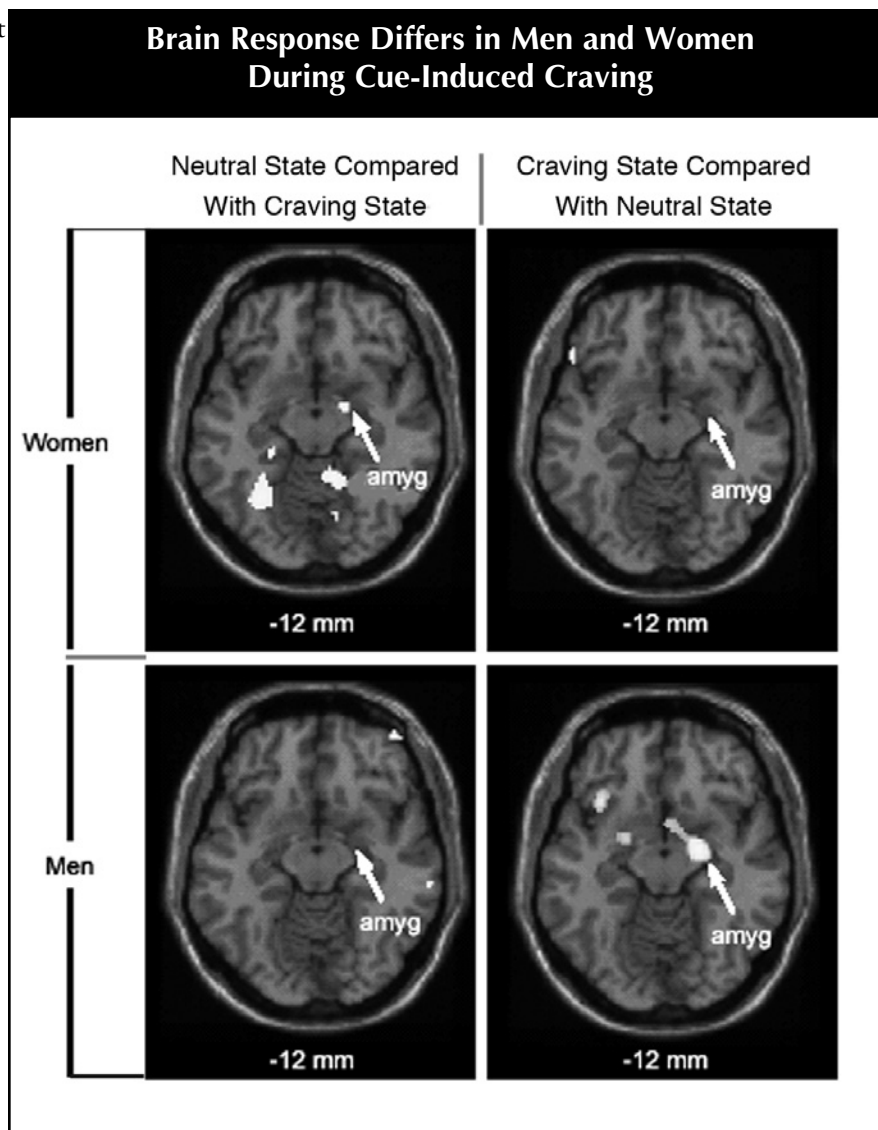 t
Brain Response Differs in Men and Women
During Cue-Induced Craving
Neutral State Compared
With Craving State
Craving State Compared
With Neutral State
Women
amyg
-12 mm
amyg
-12 mm
Men
amyg
-12 mm
amyg
-12 mm